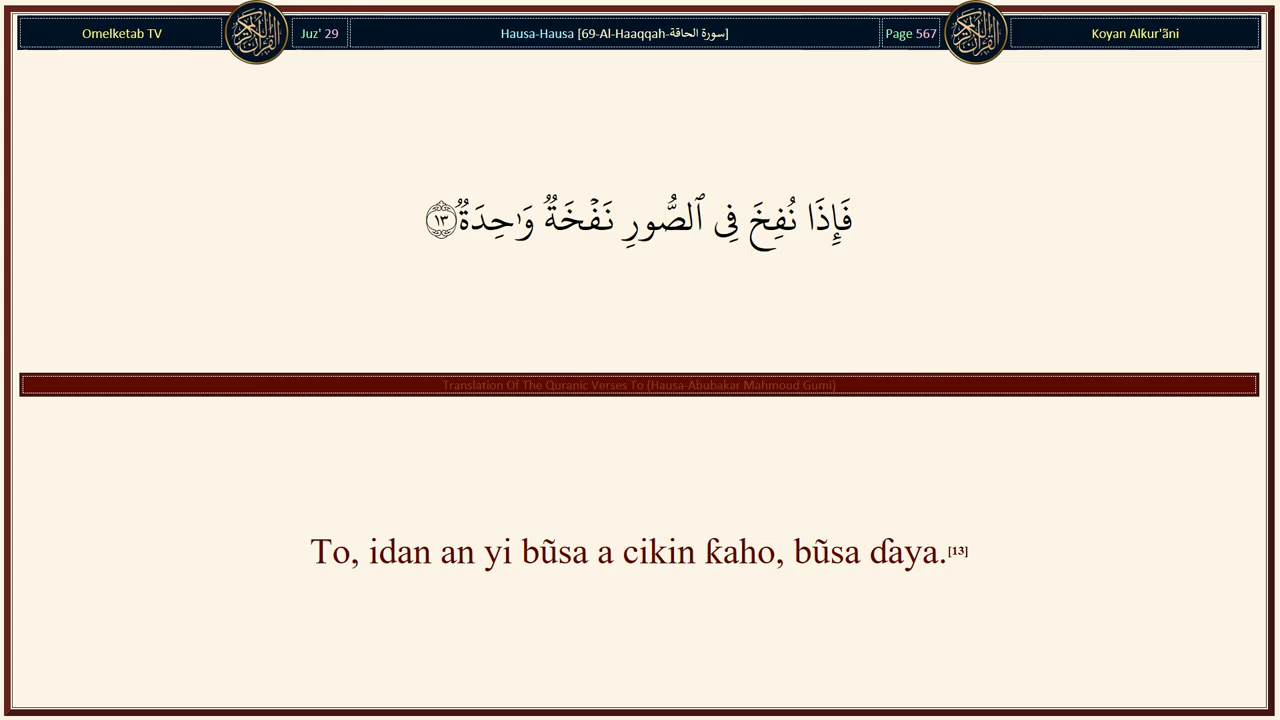 Omelketab TV
Juz' 29
Hausa-Hausa [69-Al-Haaqqah-سورة الحاقة]
Page 567
Koyan Alƙur'ãni
فَإِذَا نُفِخَ فِى ٱلصُّورِ نَفْخَةٌ وَٰحِدَةٌ ١٣
Translation Of The Quranic Verses To (Hausa-Abubakar Mahmoud Gumi)
To, idan an yi bũsa a cikin ƙaho, bũsa ɗaya.[13]